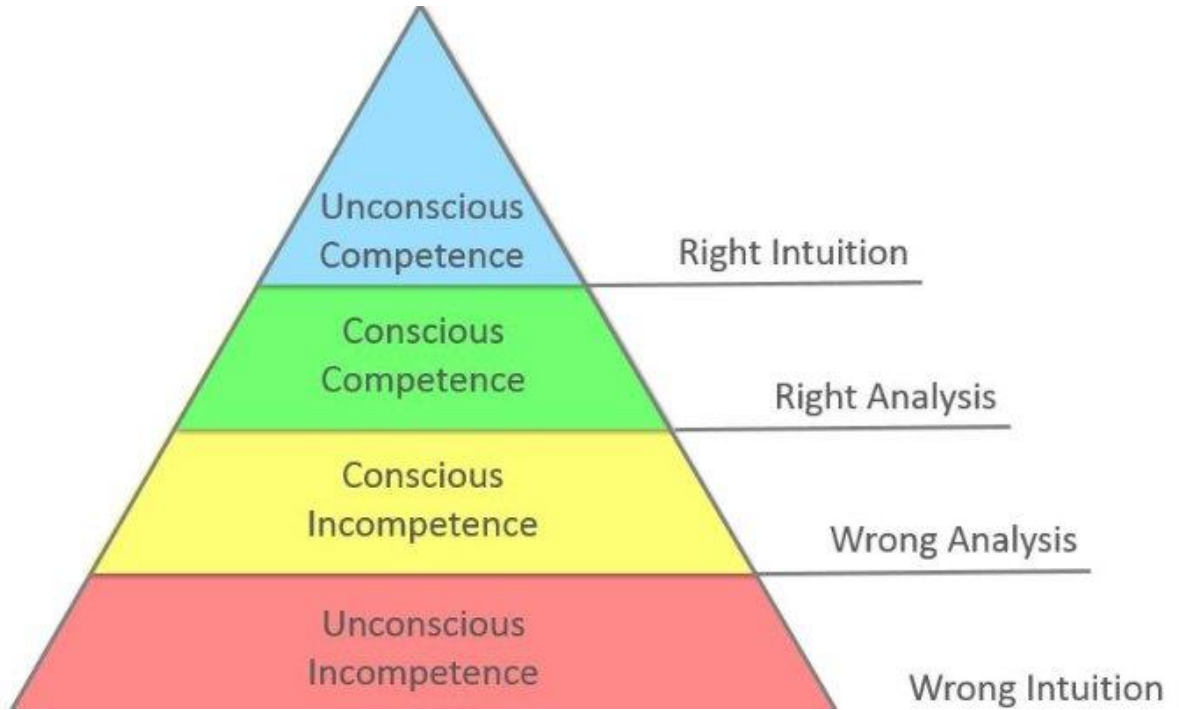 Unconscious
Competence
Right Intuition
Conscious
Competence
Right Analysis
Conscious
Incompetence
Wrong Analysis
Unconscious
Incompetence
Wrong Intuition